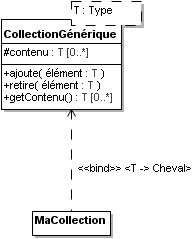 T : Type
CollectionGénérique
#contenu : T [0..*]
+ajoute( élément : T )
+retire( élément : T )
+getContenu() : T [0..*]
<<bind>> <T -> Cheval>
MaCollection